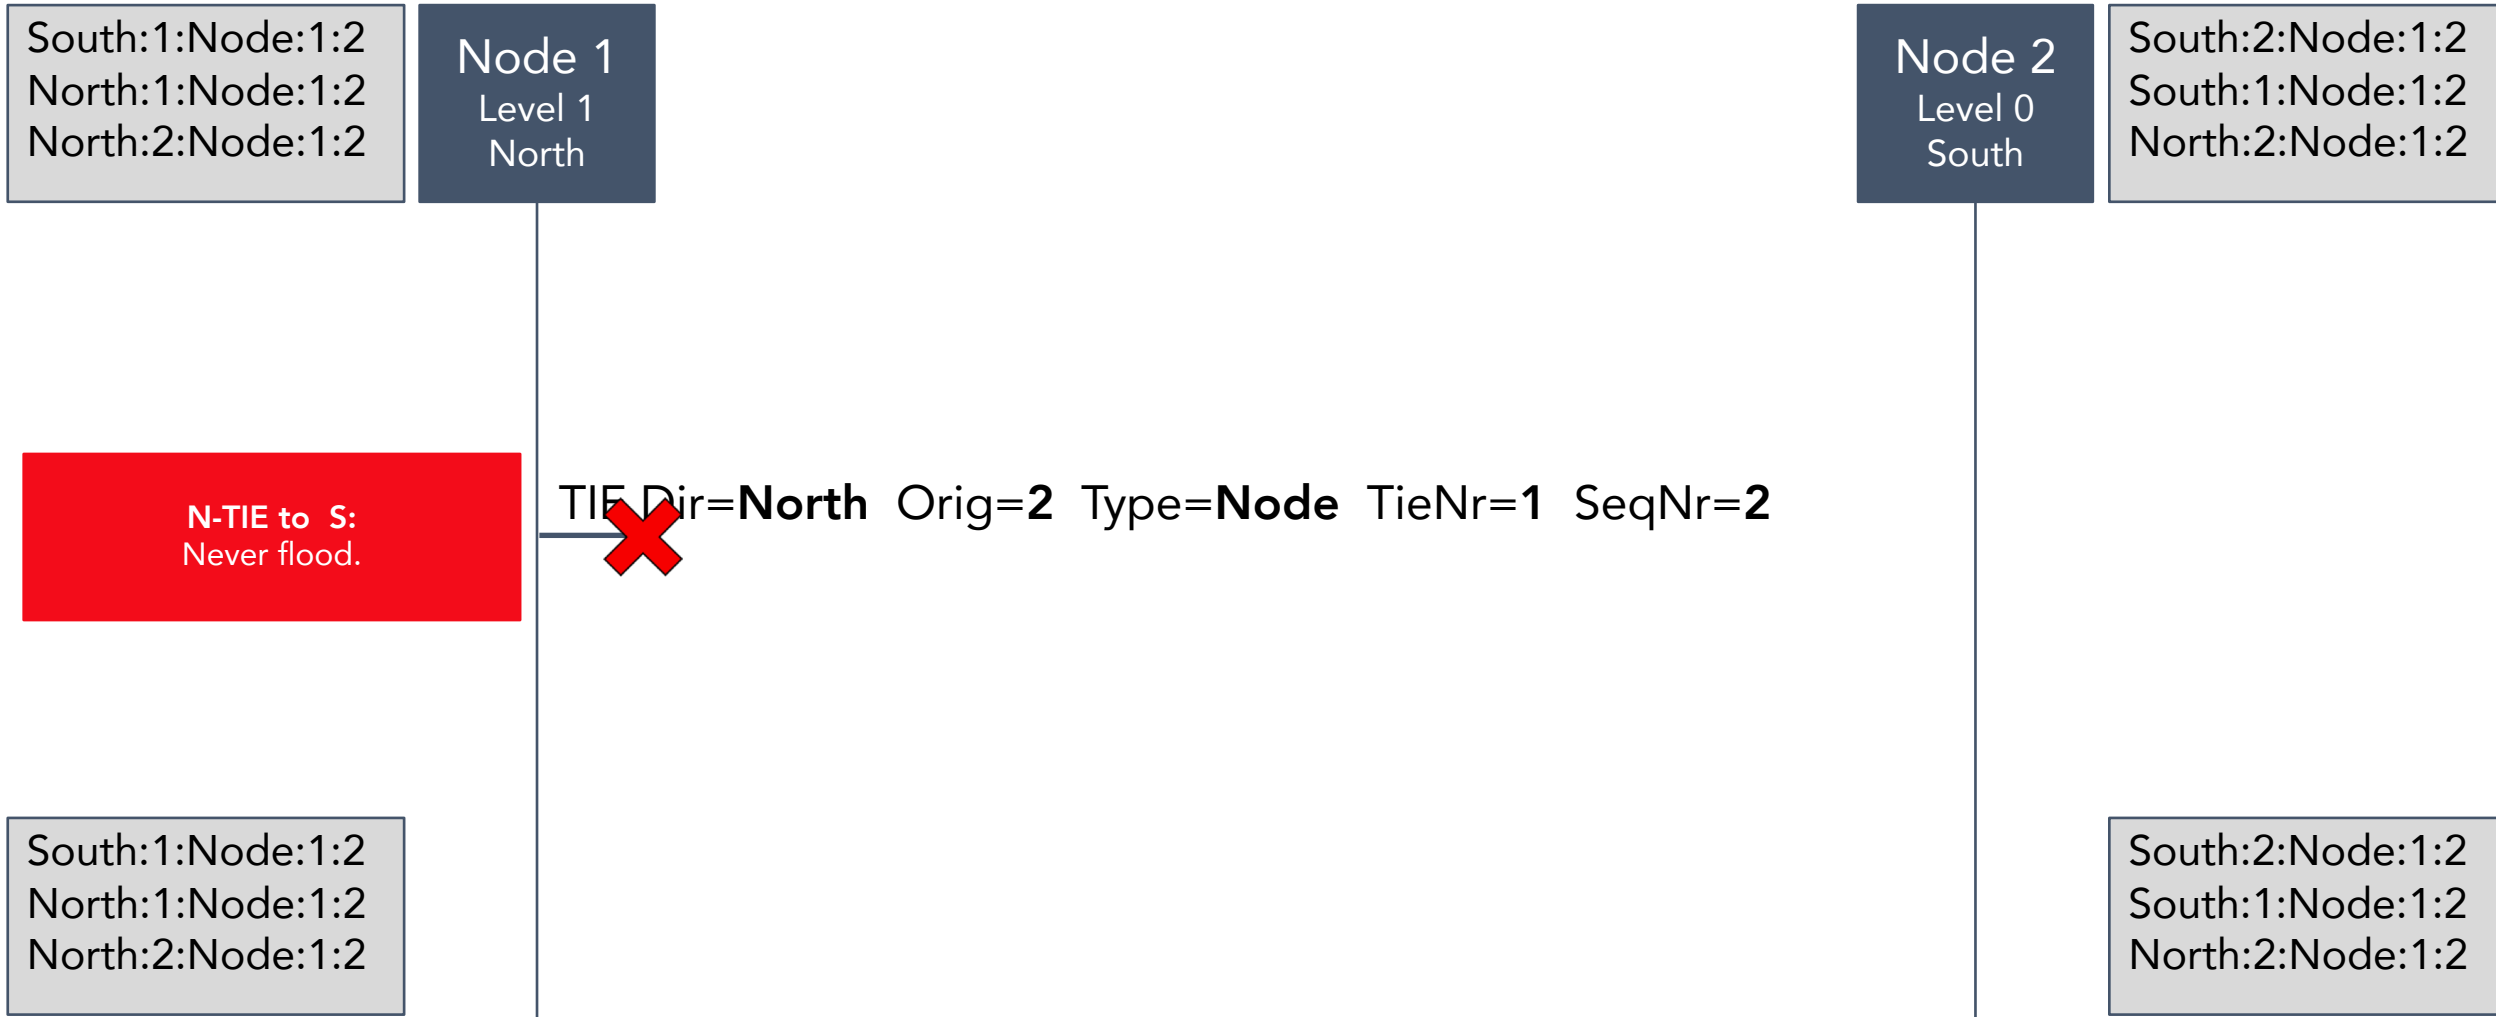 South:1:Node:1:2
North:1:Node:1:2
North:2:Node:1:2
Node 1
Level 1
North
Node 2
Level 0
South
South:2:Node:1:2
South:1:Node:1:2
North:2:Node:1:2
N-TIE to  S:
Never flood.
TIE Dir=North  Orig=2  Type=Node  TieNr=1  SeqNr=2
South:1:Node:1:2
North:1:Node:1:2
North:2:Node:1:2
South:2:Node:1:2
South:1:Node:1:2
North:2:Node:1:2